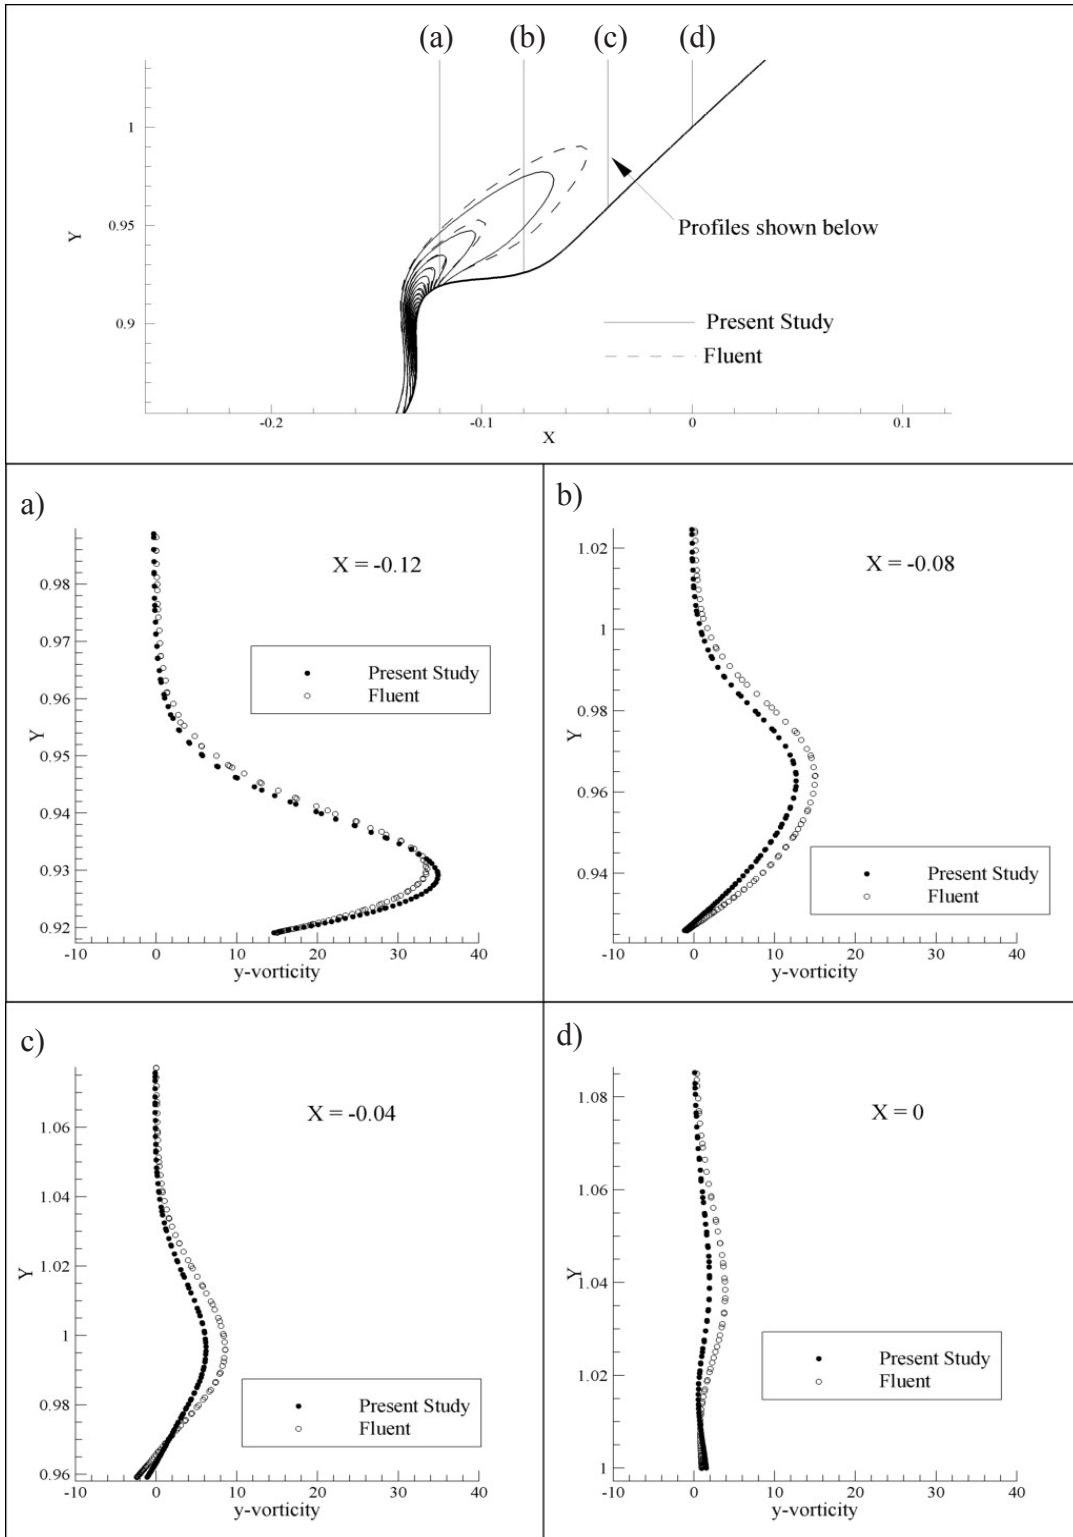 (a) (b) (c) (d)
1
0.95
0.9
Y
Profiles shown below
Present Study
Fluent
-0.2 -0.1 0 0.1
X
a)
X = -0.12
0.98
0.97
0.96
0.95
0.94
0.93
0.92
Y
Present Study
Fluent
-10 0 10 20 30 40
y-vorticity
b)
X = -0.08
1.02
1
0.98
0.96
0.94
Y
Present Study
Fluent
-10 0 10 20 30 40
y-vorticity
c)
X = -0.04
1.06
1.04
1.02
1
0.98
0.96
Y
Present Study
Fluent
-10 0 10 20 30 40
y-vorticity
d)
X = 0
1.08
1.06
1.04
1.02
1
Y
Present Study
Fluent
-10 0 10 20 30 40
y-vorticity